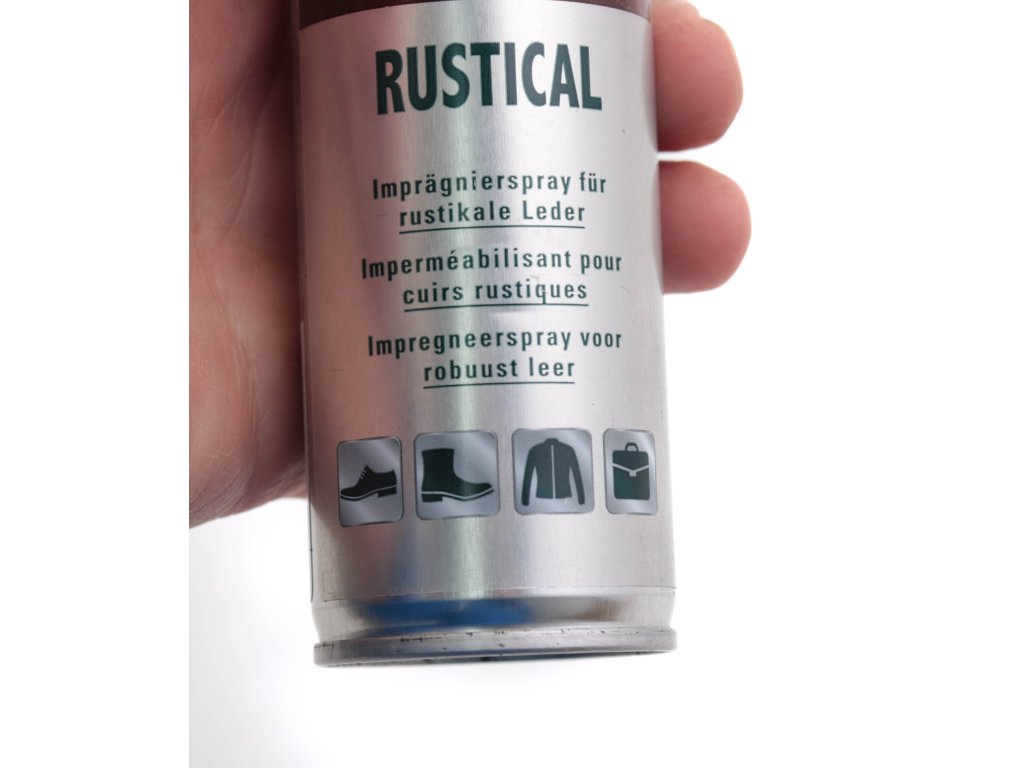 RUSTICAL
Imprägnierspray für
rustikale Leder
Imperméabilisant pour
cuirs rustiques
Impregneerspray voor
robuust leer